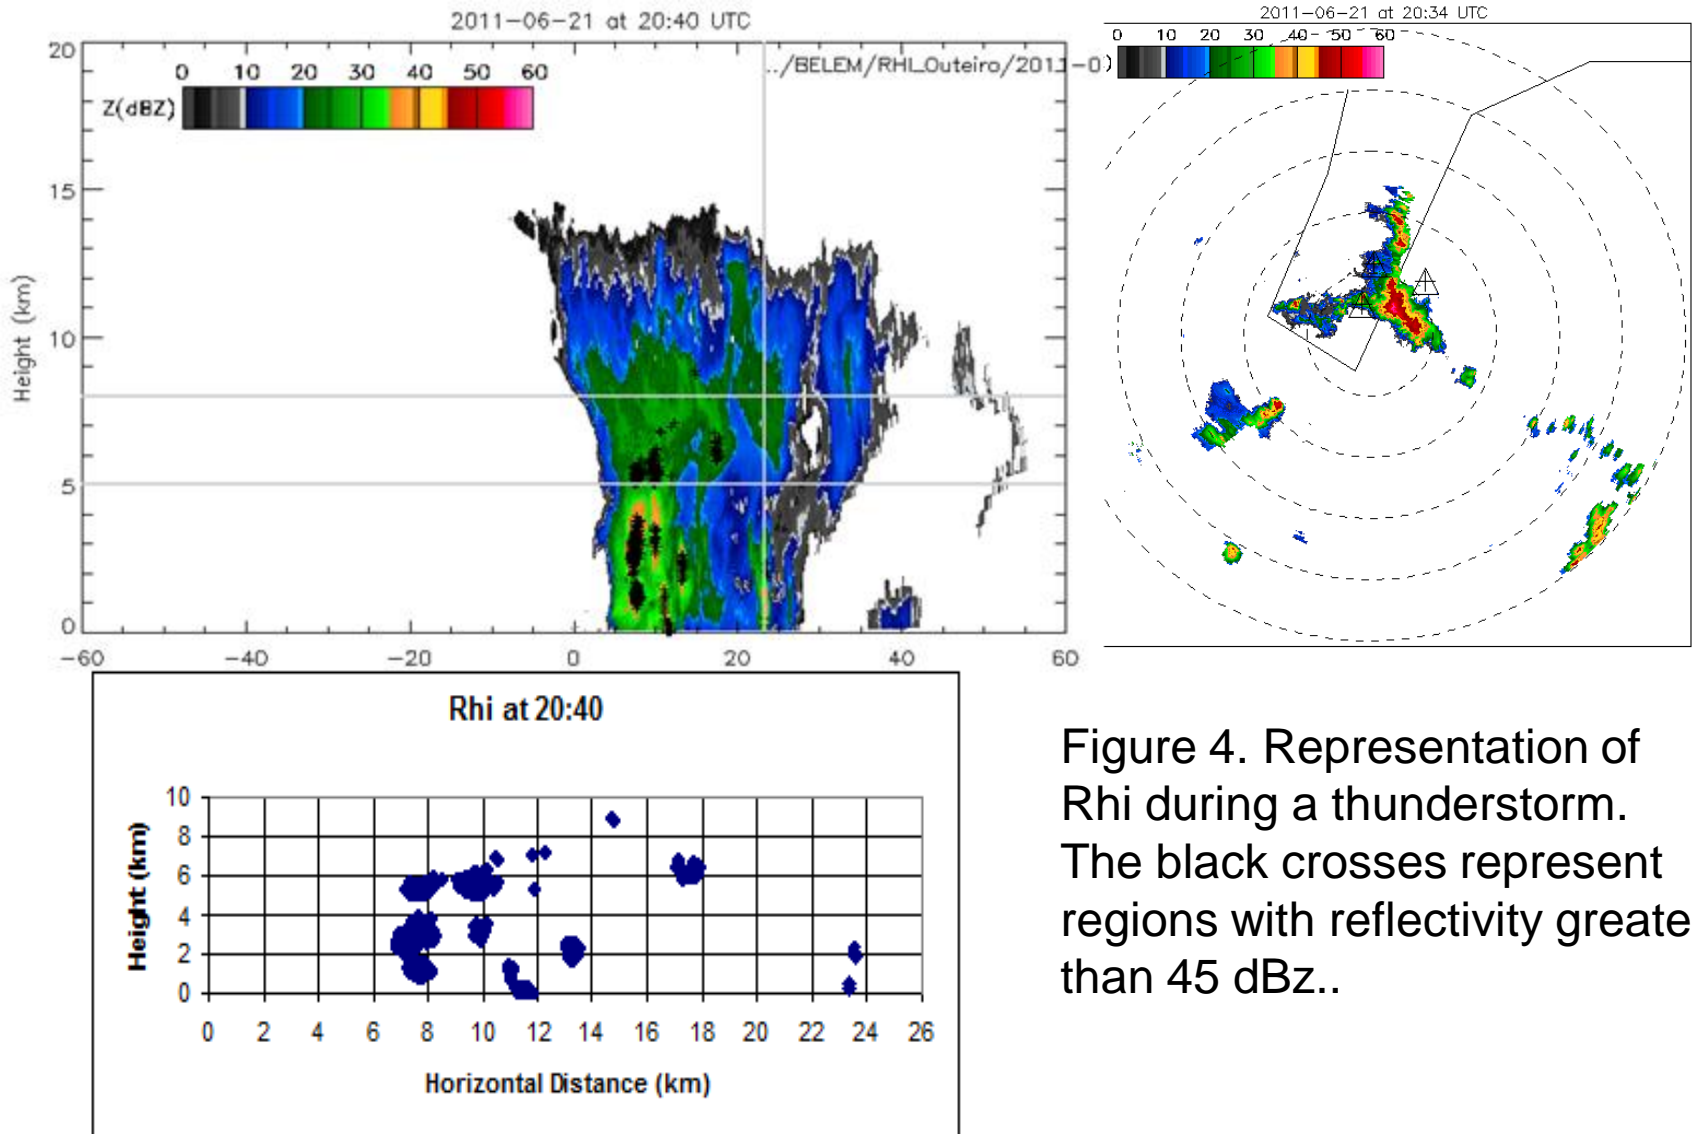 2011-06-21 at 20:40 UTC
20
15
10
5
0
Height (km)
0 10 20 30 40 50 60
Z(dBZ)
../BELEM/RHI_Outeiro/2011-0
-60 -40 -20 0 20 40 60
2011-06-21 at 20:34 UTC
0 10 20 30 40 50 60
Rhi at 20:40
10
8
6
4
2
0
Height (km)
0 2 4 6 8 10 12 14 16 18 20 22 24 26
Horizontal Distance (km)
Figure 4. Representation of
Rhi during a thunderstorm.
The black crosses represent
regions with reflectivity greate
than 45 dBz..